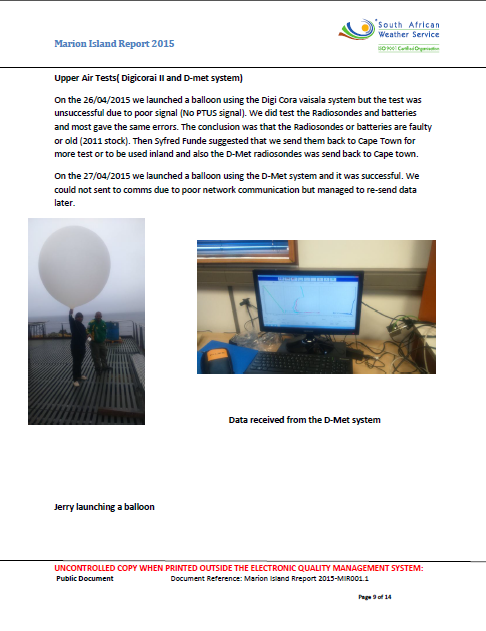 Marion Island Report 2015
South African
Weather Service
ISO 9001 Certified Organisation
Upper Air Tests( Digicorai II and D-met system)
On the 26/04/2015 we launched a balloon using the Digi Cora vaisala system but the test was
unsuccessful due to poor signal (No PTUS signal). We did test the Radiosondes and batteries
and most gave the same errors. The conclusion was that the Radiosondes or batteries are faulty
or old (2011 stock). Then Syfred Funde suggested that we send them back to Cape Town for
more test or to be used inland and also the D-Met radiosondes was send back to Cape town.
On the 27/04/2015 we launched a balloon using the D-Met system and it was successful. We
could not sent to comms due to poor network communication but managed to re-send data
later.
Data received from the D-Met system
Jerry launching a balloon
UNCONTROLLED COPY WHEN PRINTED OUTSIDE THE ELECTRONIC QUALITY MANAGEMENT SYSTEM:
Public Document Document Reference: Marion Island Rreport 2015-MIR001.1
Page 9 of 14